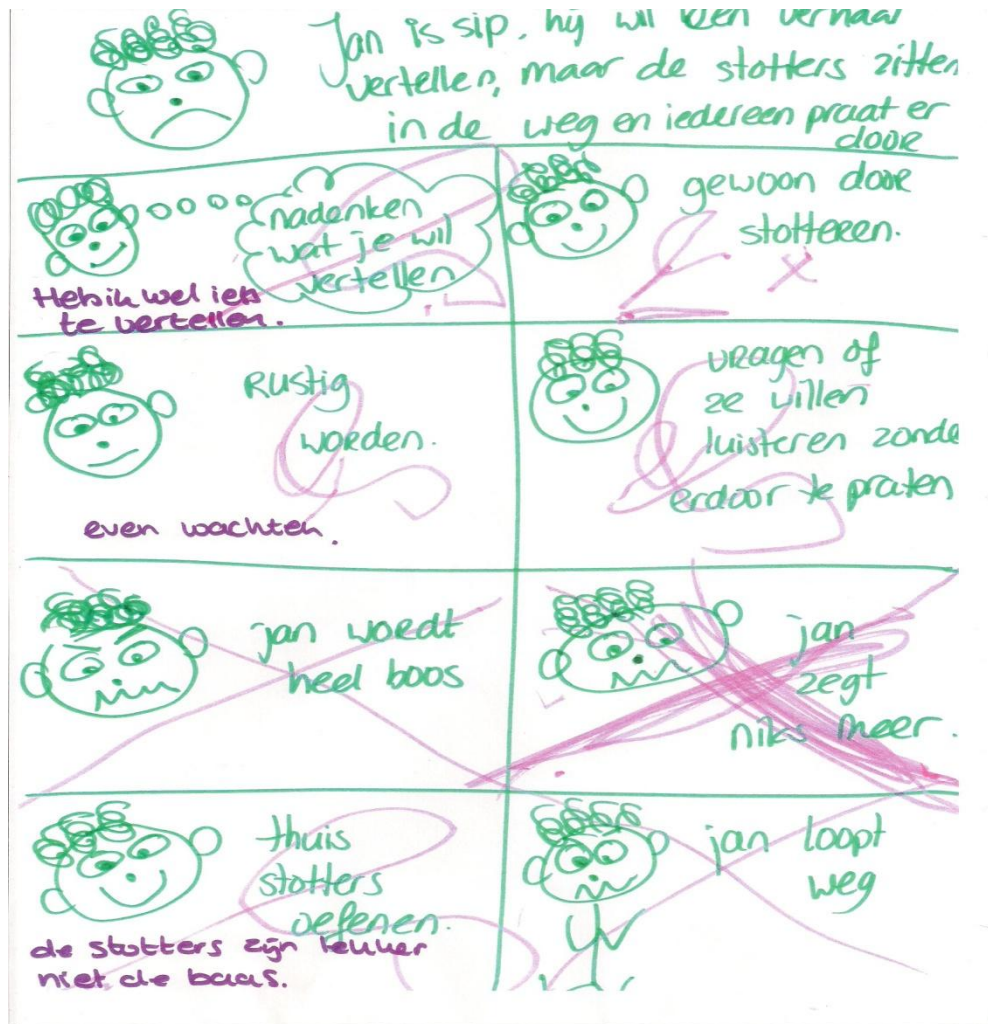 Jan is sip, hij wil een verhaal
vertellen, maar de stotters zitten
in de weg en iedereen praat er
door
nadenken
wat je wil
vertellen
Heb ik wel iets
te vertellen.
gewoon door
stotteren.
Rustig
worden.
even wachten.
vragen of
ze willen
luisteren zonde
erdoor te praten
jan wordt
heel boos
jan
zegt
niks meer.
thuis
stotters
oefenen.
de stotters zijn lekker
niet de baas.
jan loopt
weg